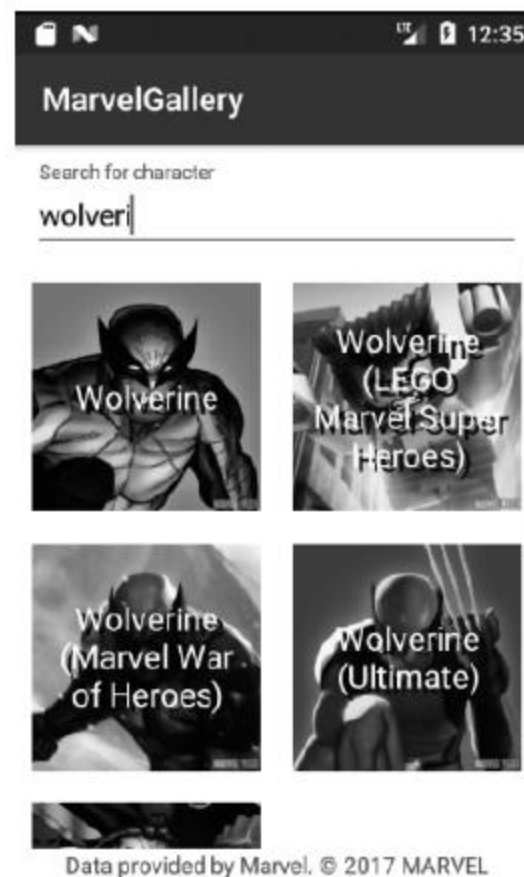 LTE 12:35
MarvelGallery
Search for character
wolveri
Wolverine
Wolverine
(LEGO
Marvel Super
Heroes)
Wolverine
(Marvel War
of Heroes)
Wolverine
(Ultimate)
Data provided by Marvel. © 2017 MARVEL